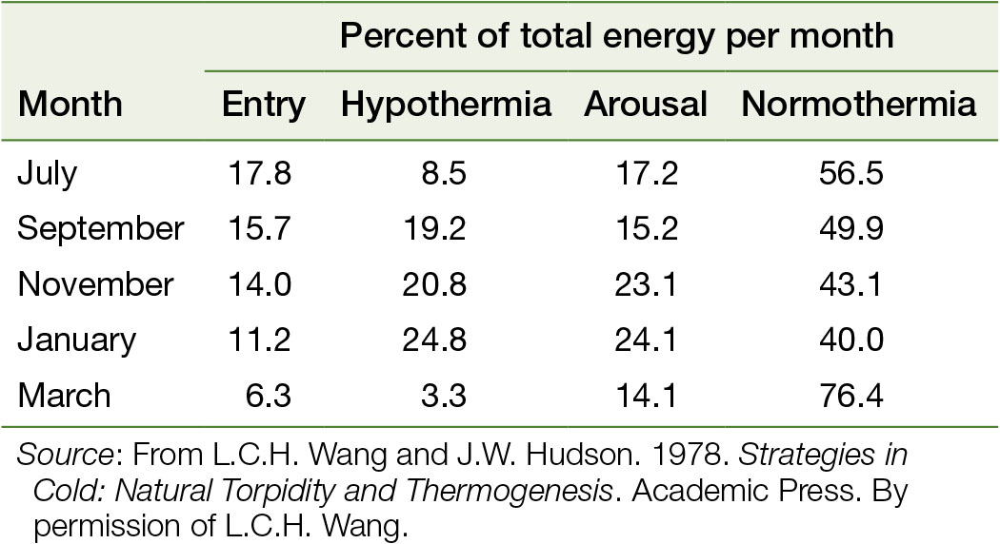 Percent of total energy per month
Month Entry Hypothermia Arousal Normothermia
July 17.8 8.5 17.2 56.5
September 15.7 19.2 15.2 49.9
November 14.0 20.8 23.1 43.1
January 11.2 24.8 24.1 40.0
March 6.3 3.3 14.1 76.4
Source: From L.C.H. Wang and J.W. Hudson. 1978. Strategies in
Cold: Natural Torpidity and Thermogenesis. Academic Press. By
permission of L.C.H. Wang.